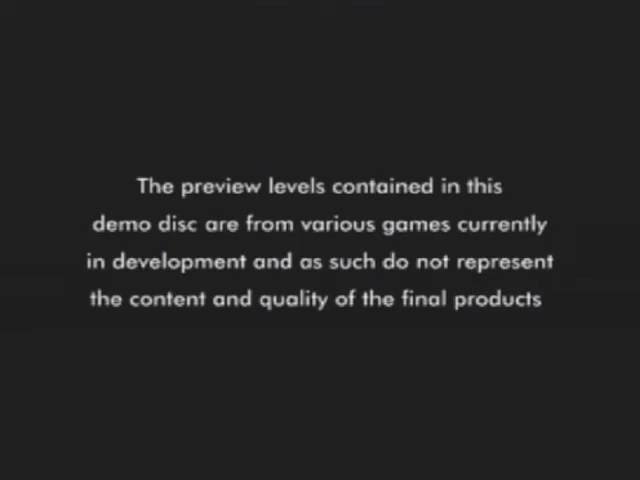 The preview levels contained in this
demo disc are from various games currently
in development and as such do not represent
the content and quality of the final products